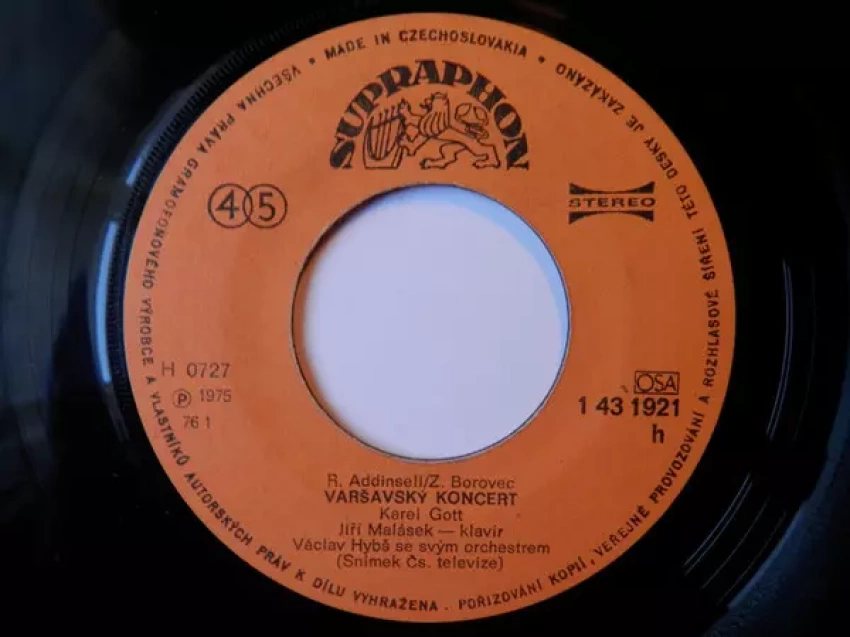 VŠECHNA PRÁVA GRAMOFONOVÉHO VÝROBCE A VLASTNÍKŮ AUTORSKÝCH PRÁV K DÍLU VYHRAŽENA. POŘIZOVÁNÍ KOPIÍ, VEŘEJNÉ PROVOZOVÁNÍ A ROZHLASOVÉ ŠÍŘENÍ TÉTO DESKY JE ZAKÁZÁNO • MADE IN CZECHOSLOVAKIA •
SUPRAPHON
45
STEREO
H 0727
Ⓟ 1975
76 1
OSA
1 43 1921
h
R. Addinsell/Z. Borovec
VARŠAVSKÝ KONCERT
Karel Gott
Jiří Malásek — klavír
Václav Hybš se svým orchestrem
(Snímek Čs. televize)